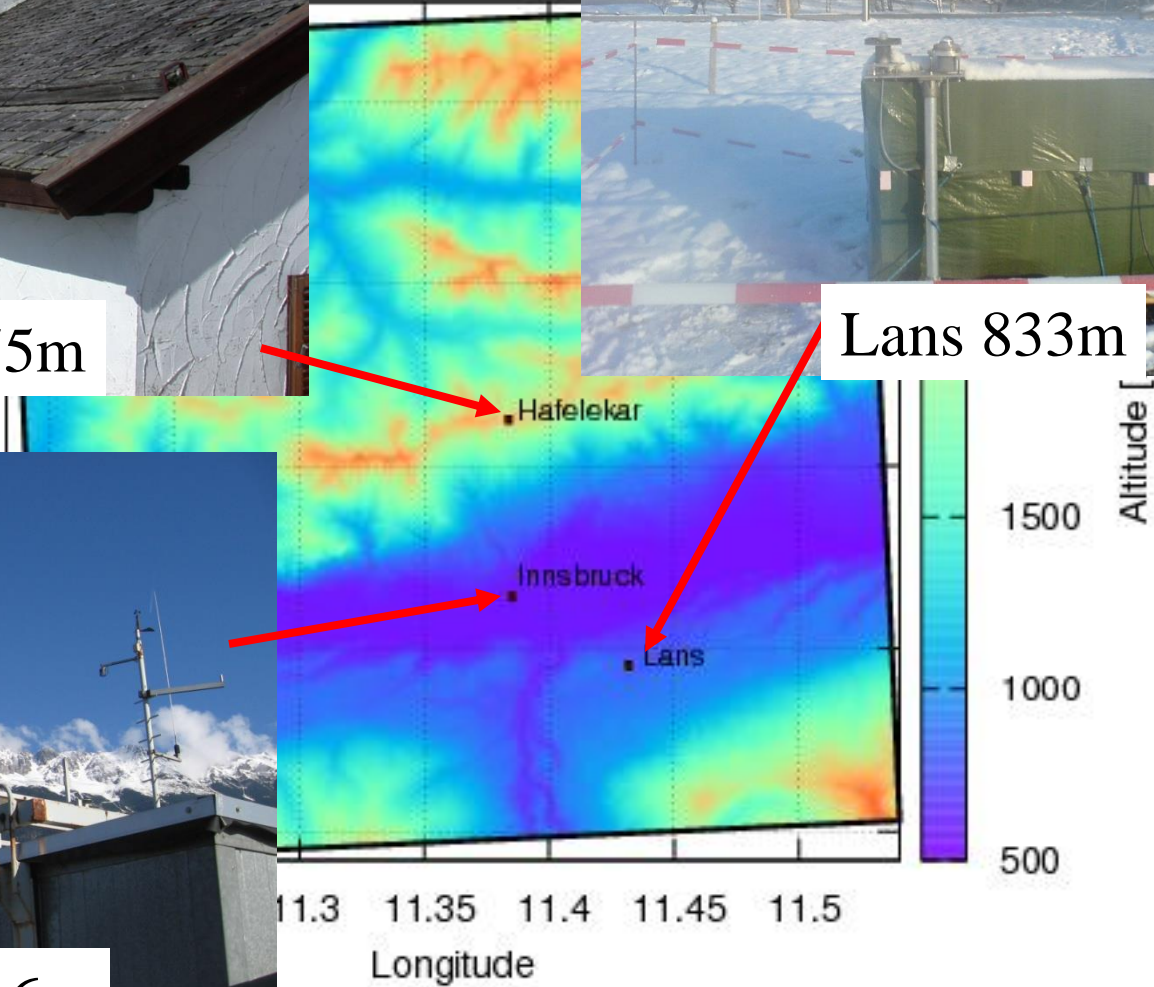 5m
Lans 833m
Hafelekar
Altitude [
1500
Innsbruck
Lans
1000
500
11.3
11.35
11.4
11.45
11.5
Longitude